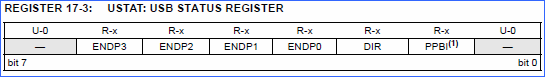 REGISTER 17-3: USTAT: USB STATUS REGISTER
U-0 R-x R-x R-x R-x R-x R-x U-0
— ENDP3 ENDP2 ENDP1 ENDP0 DIR PPBI(1) —
bit 7 bit 0